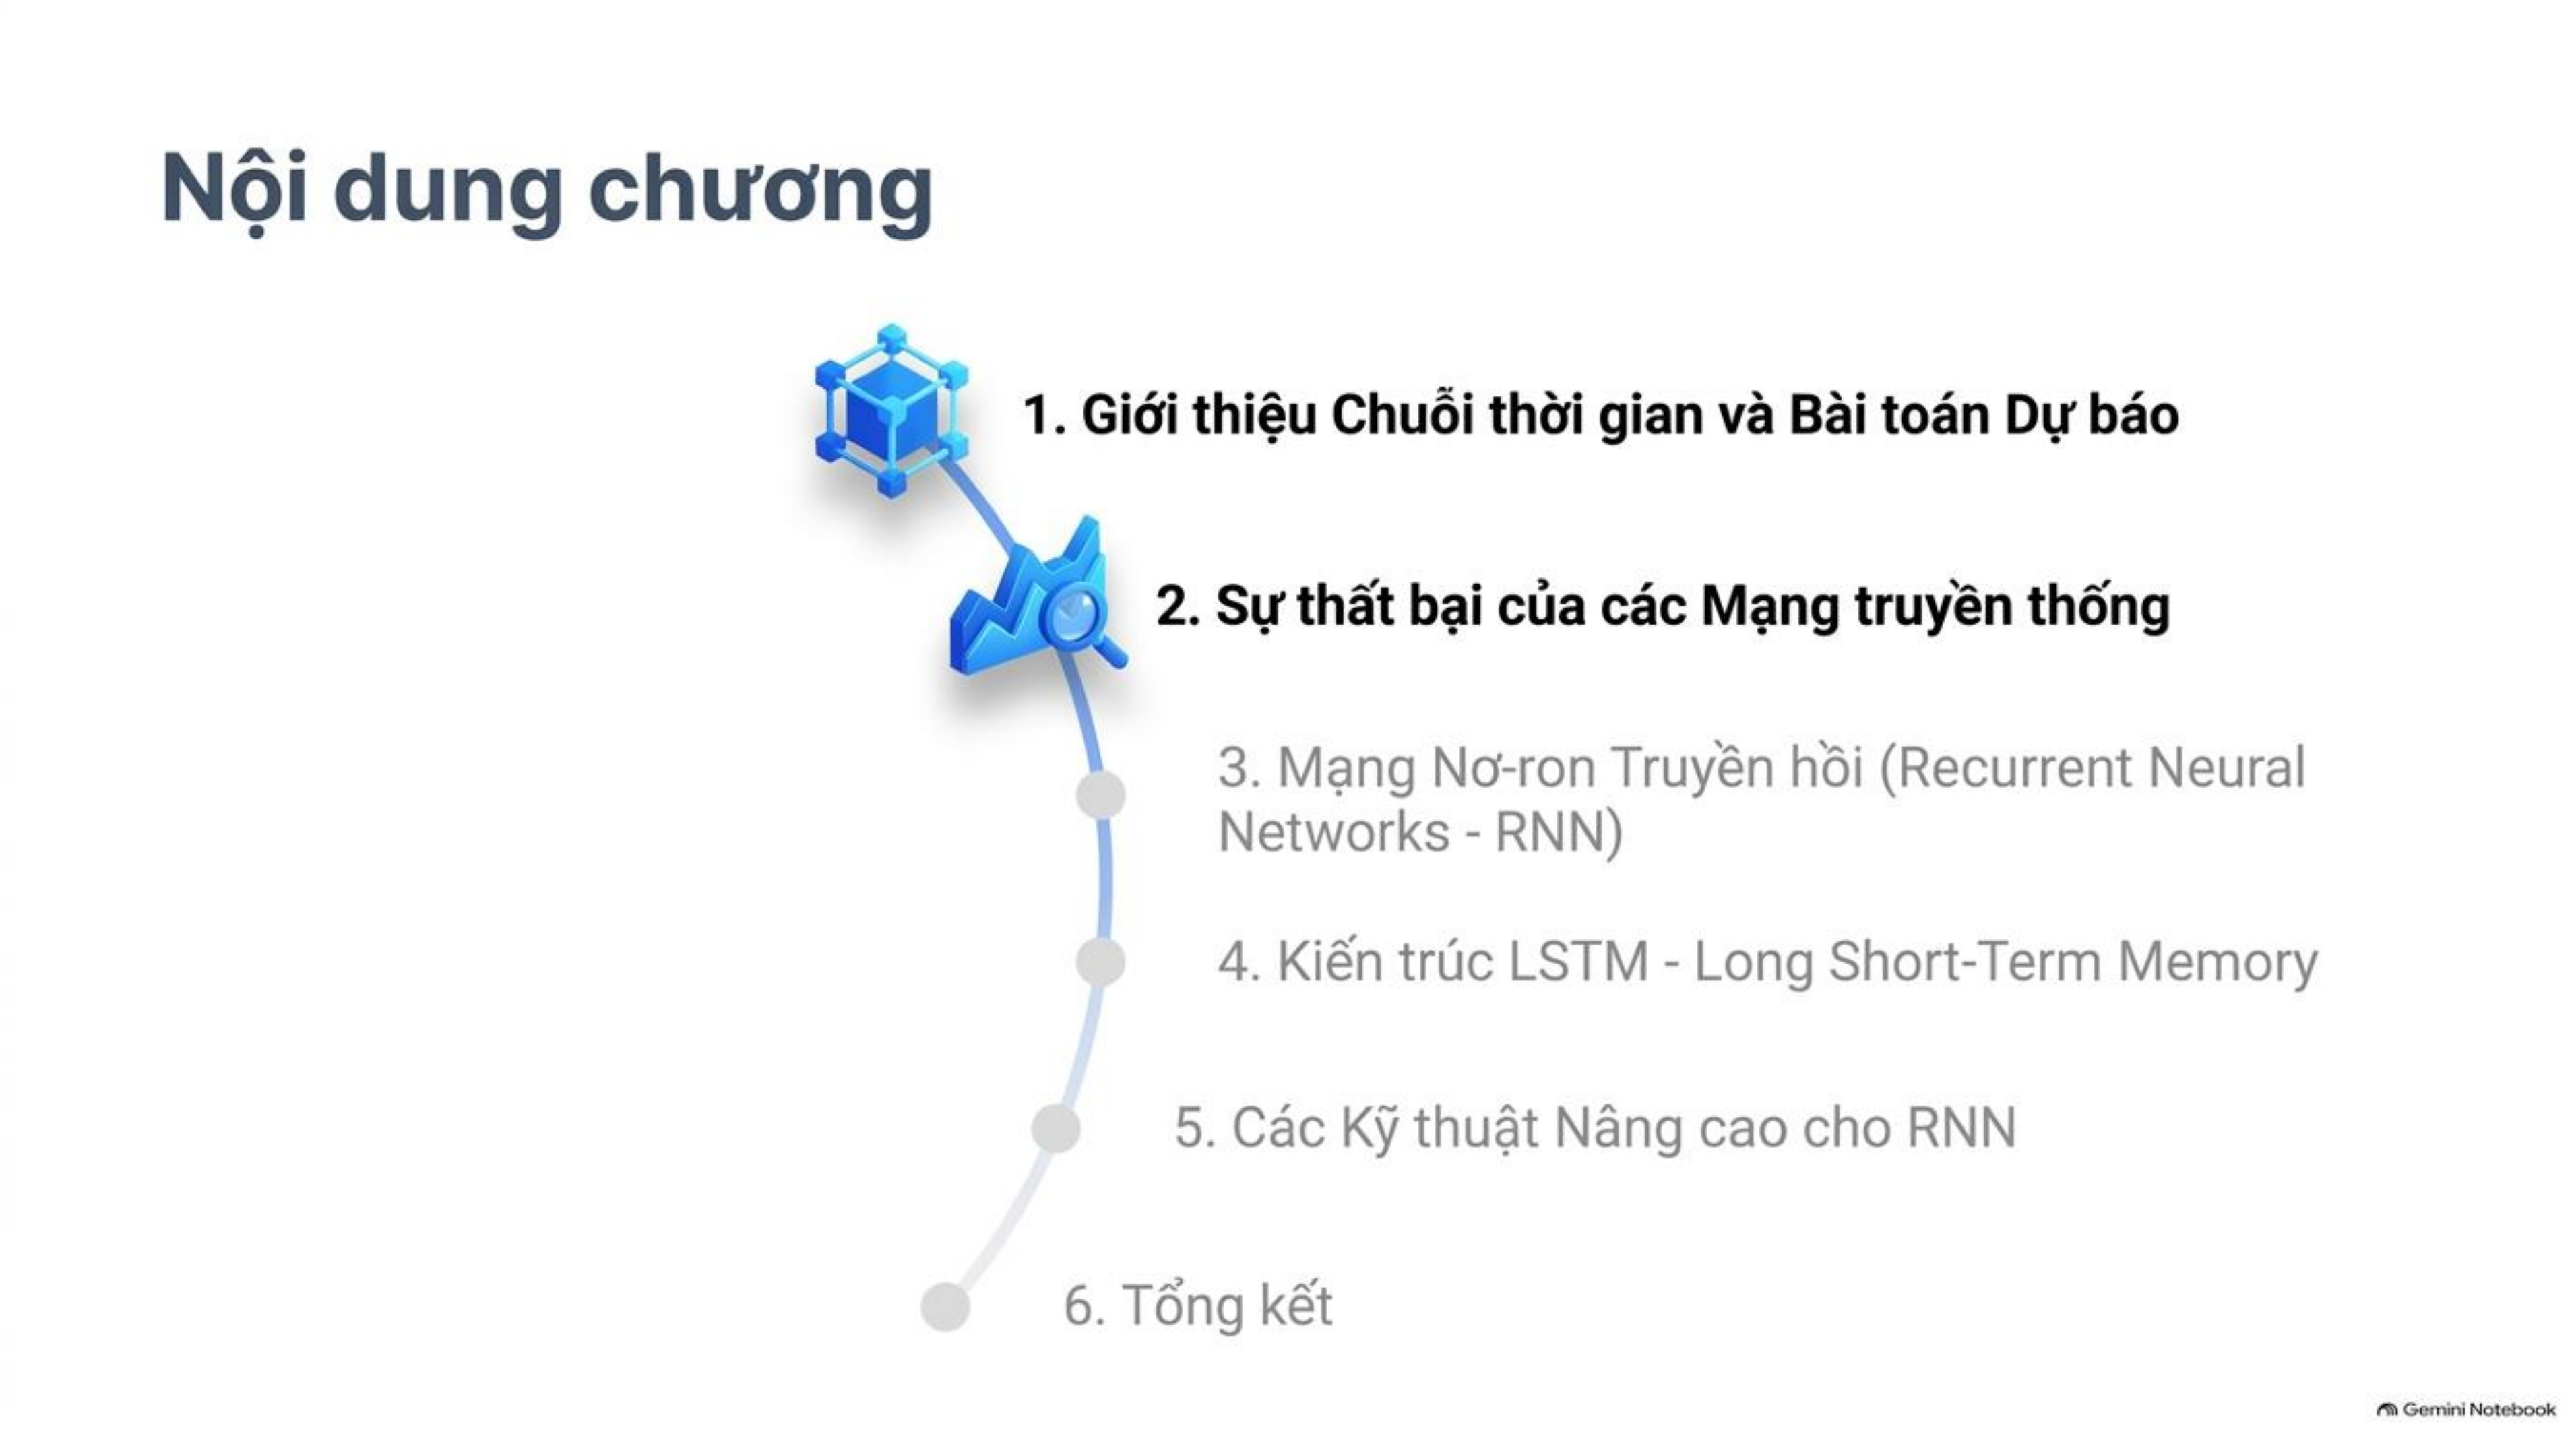 Nội dung chương
1. Giới thiệu Chuỗi thời gian và Bài toán Dự báo
2. Sự thất bại của các Mạng truyền thống
3. Mạng Nơ-ron Truyền hồi (Recurrent Neural
Networks - RNN)
4. Kiến trúc LSTM - Long Short-Term Memory
5. Các Kỹ thuật Nâng cao cho RNN
6. Tổng kết
Gemini Notebook